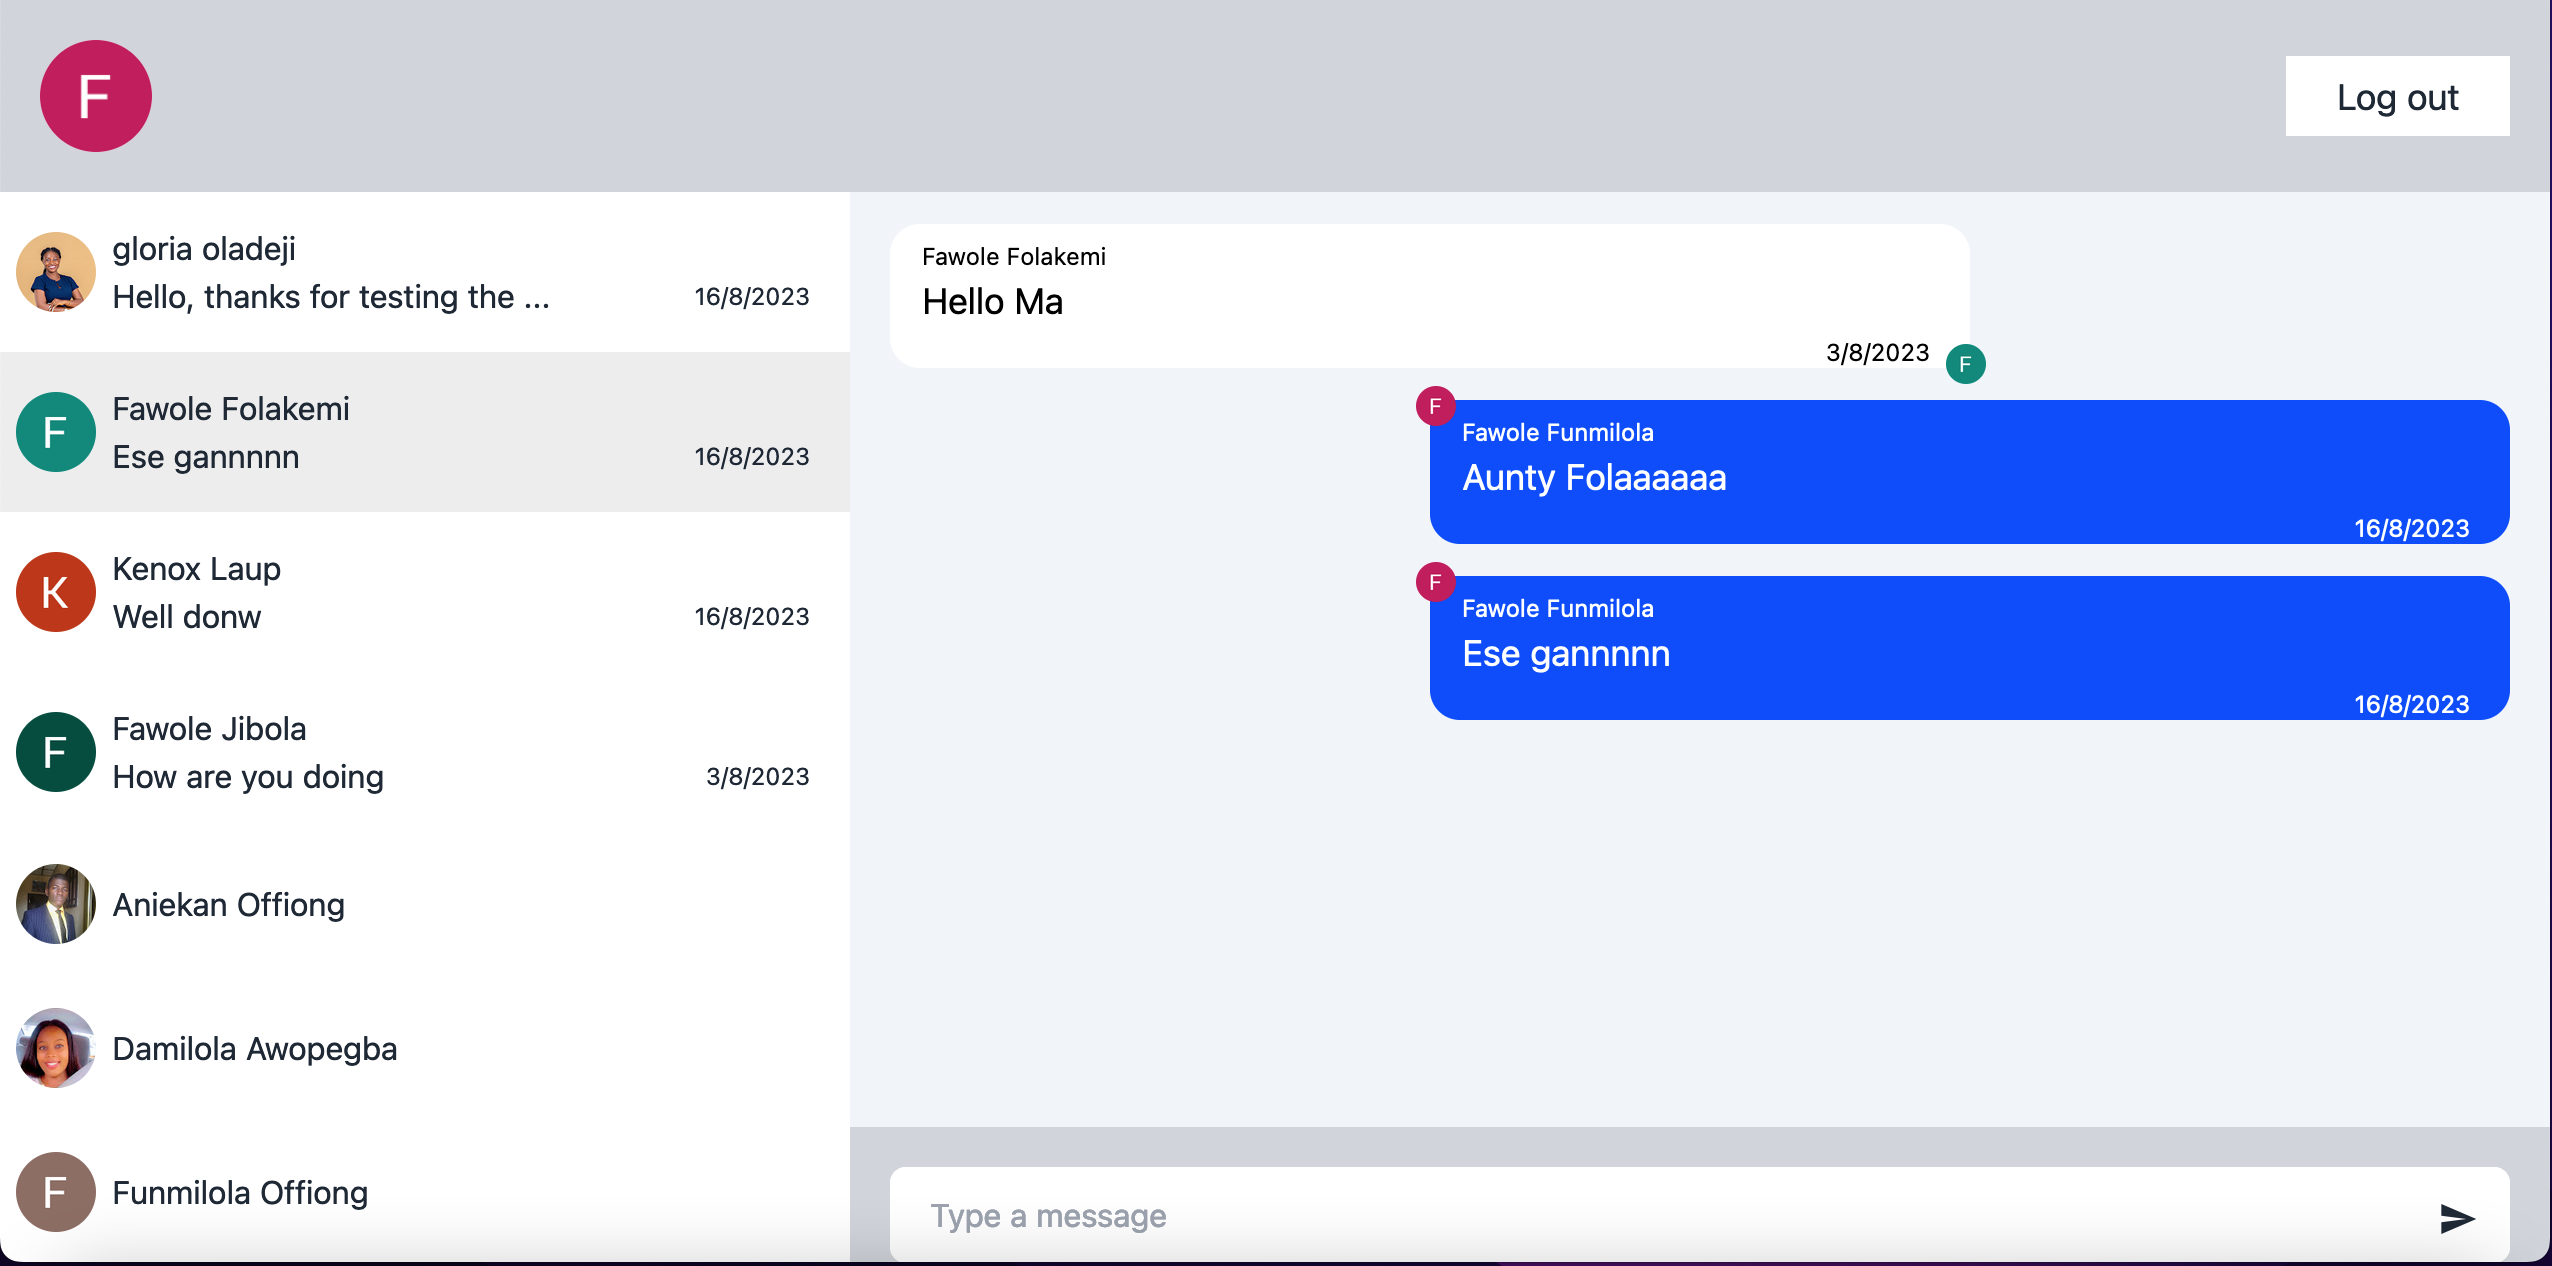 F
Log out
gloria oladeji
Hello, thanks for testing the ...
16/8/2023
F
Fawole Folakemi
Ese gannnnn
16/8/2023
K
Kenox Laup
Well donw
16/8/2023
F
Fawole Jibola
How are you doing
3/8/2023
Aniekan Offiong
Damilola Awopegba
F
Funmilola Offiong
Fawole Folakemi
Hello Ma
3/8/2023
F
F
Fawole Funmilola
Aunty Folaaaaaa
16/8/2023
F
Fawole Funmilola
Ese gannnnn
16/8/2023
Type a message